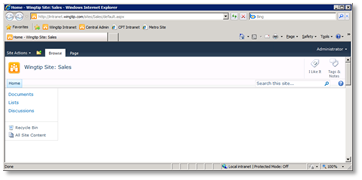 Home - Wingtip Site: Sales - Windows Internet Explorer
http://intranet.wingtip.com/sites/Sales/default.aspx
Bing
Favorites Wingtip Intranet Central Admin CPT Intranet Metro Site
Home - Wingtip Site: Sales
Page Safety Tools
Site Actions Browse Page Administrator
Wingtip Site: Sales
I Like It Tags & Notes
Home Search this site...
Documents
Lists
Discussions
Recycle Bin
All Site Content
Done Local intranet | Protected Mode: Off 100%